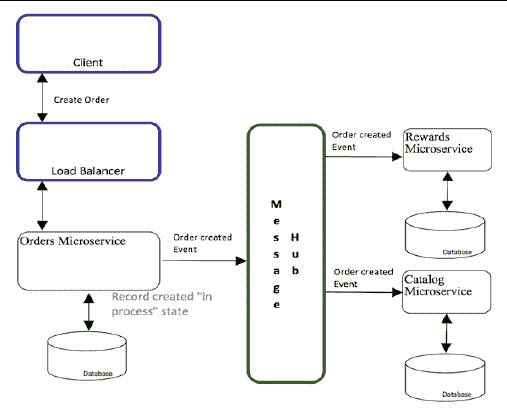 Client
Create Order
Load Balancer
Orders Microservice
Record created "in
process" state
Database
Order created
Event
Message
Hub
Order created
Event
Rewards
Microservice
Database
Order created
Event
Catalog
Microservice
Database